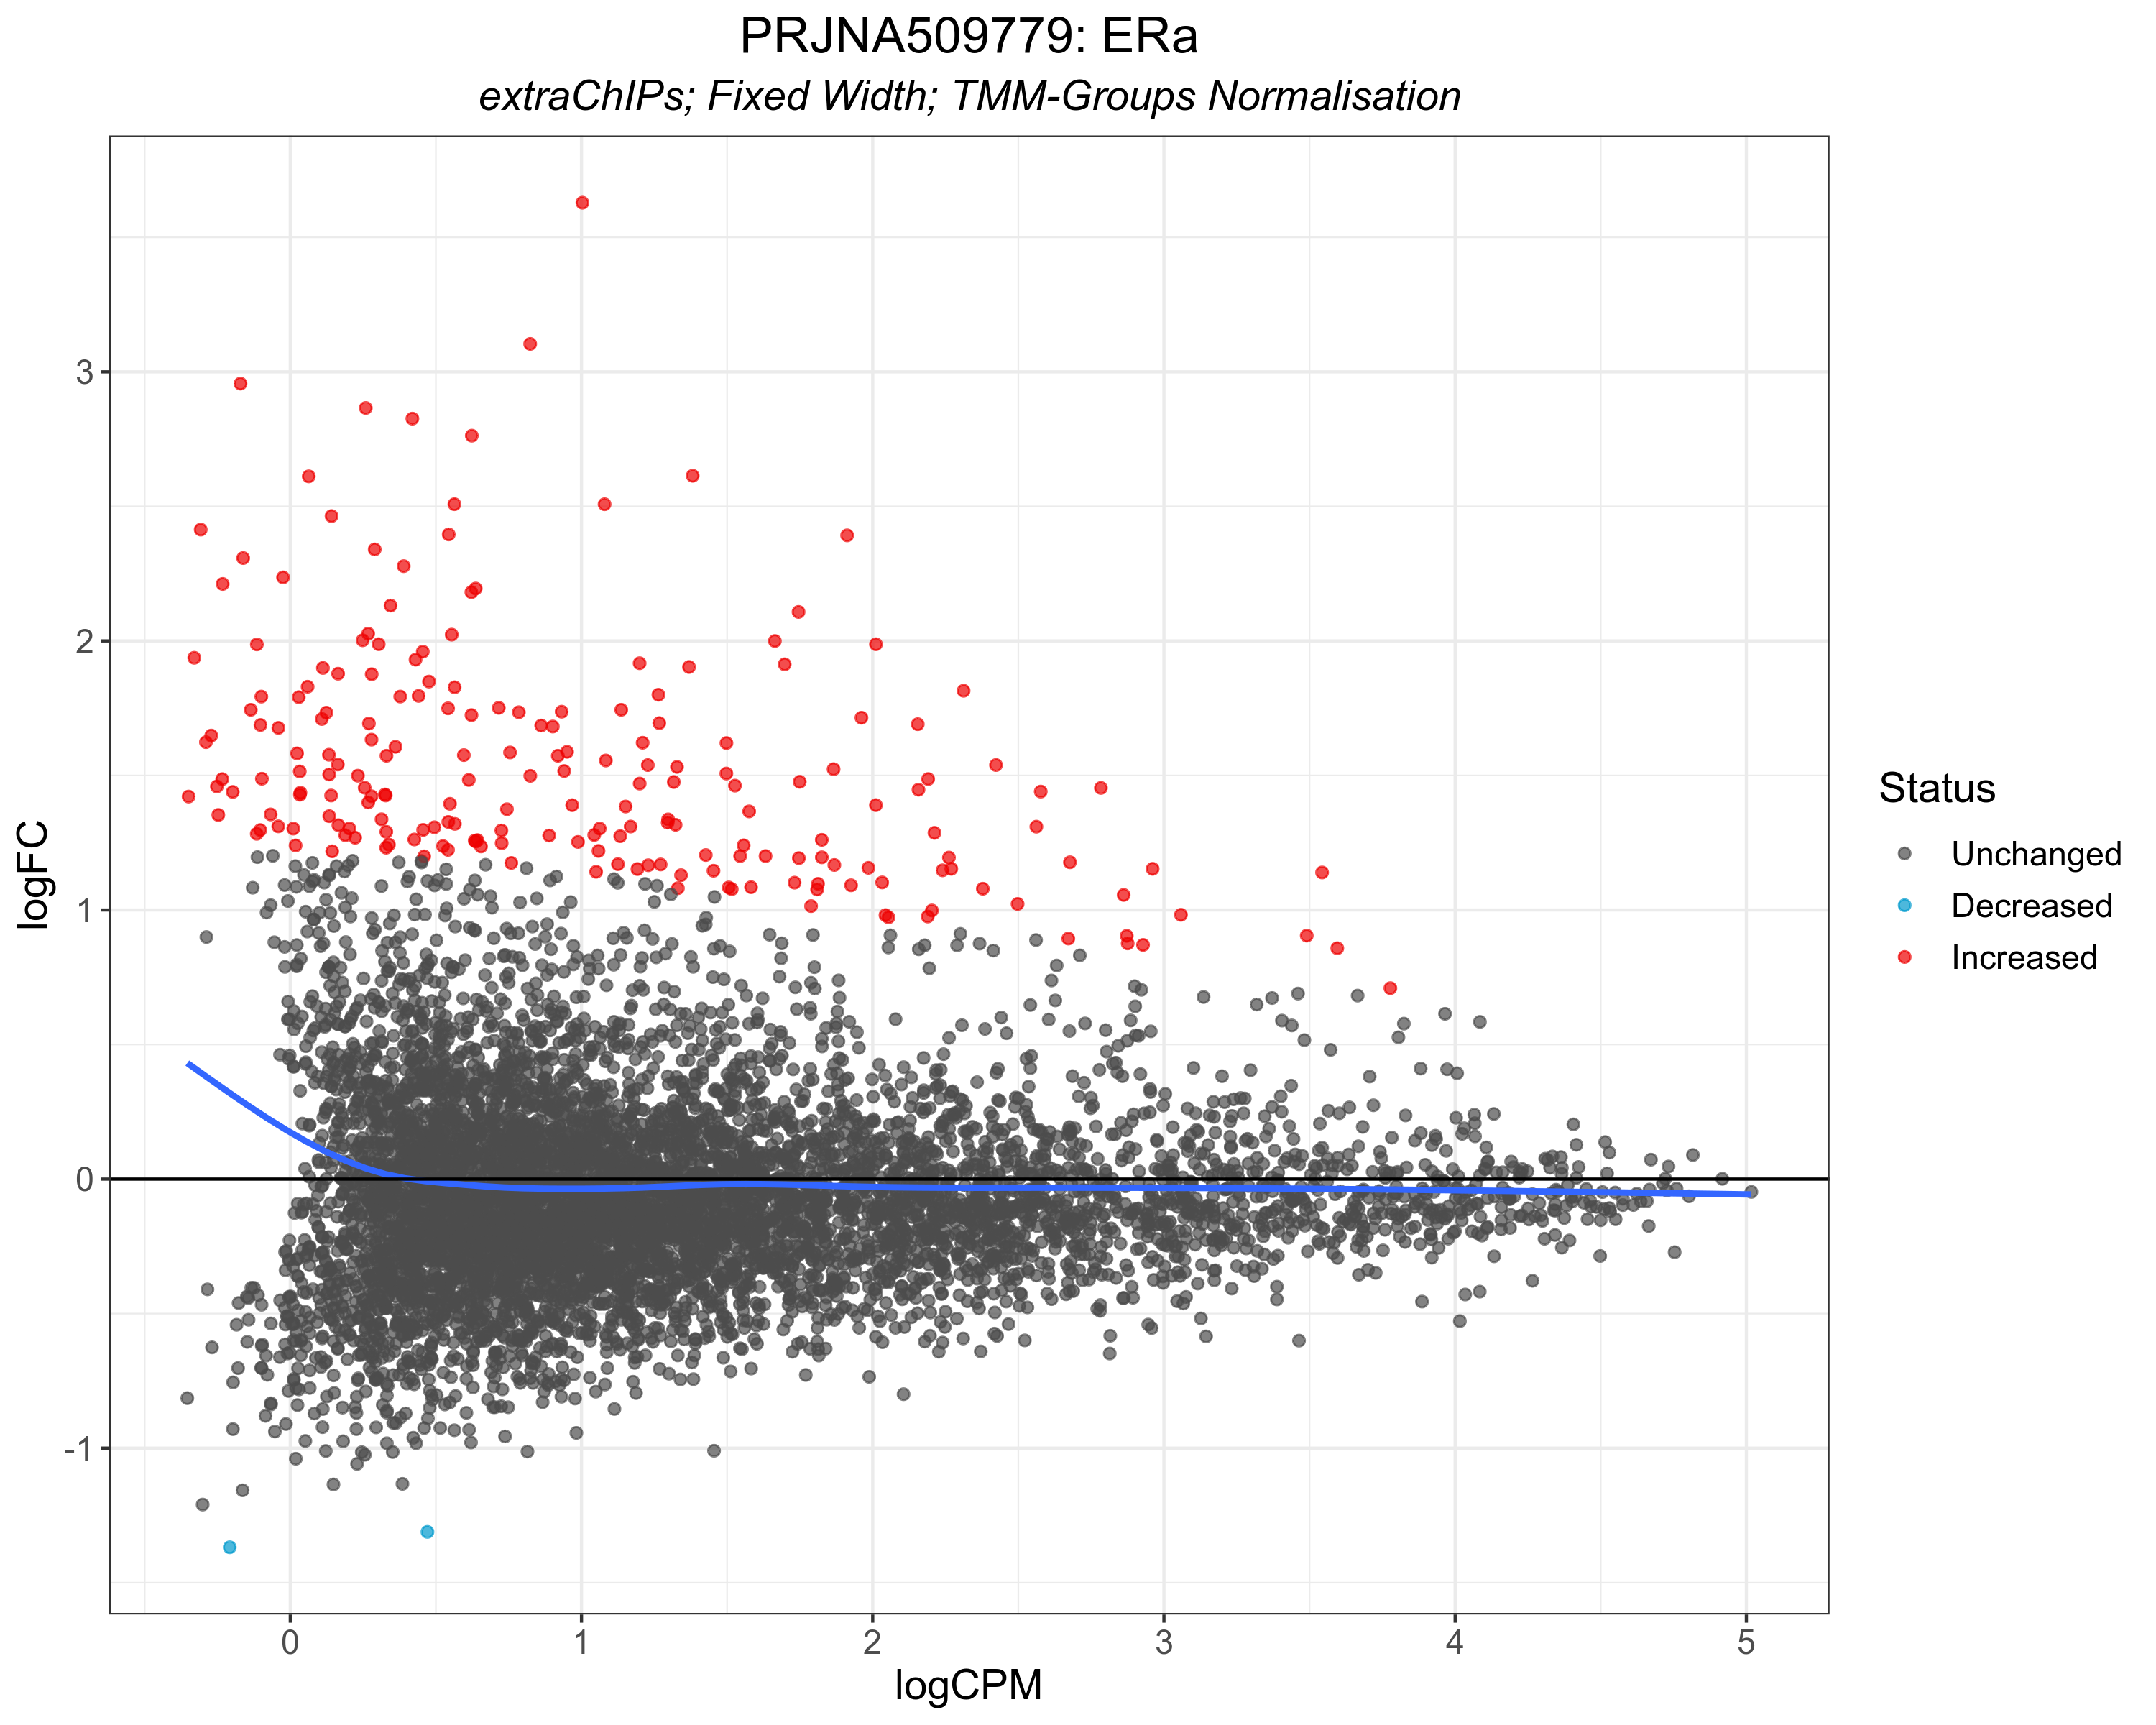 PRJNA509779: ERa
extraChIPs; Fixed Width; TMM-Groups Normalisation
logFC
3
2
1
0
-1
0 1 2 3 4 5
logCPM
Status
Unchanged
Decreased
Increased